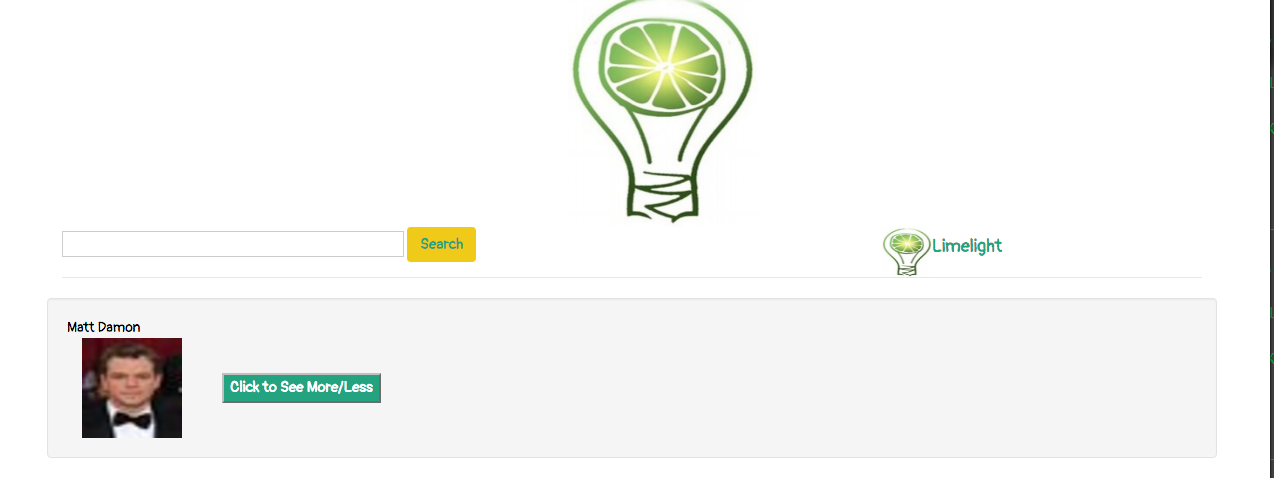 Search
Limelight
Matt Damon
Click to See More/Less